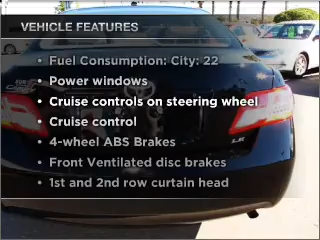 VEHICLE FEATURES
• Fuel Consumption: City: 22
• Power windows
• Cruise controls on steering wheel
• Cruise control
• 4-wheel ABS Brakes
• Front Ventilated disc brakes
• 1st and 2nd row curtain head
LE